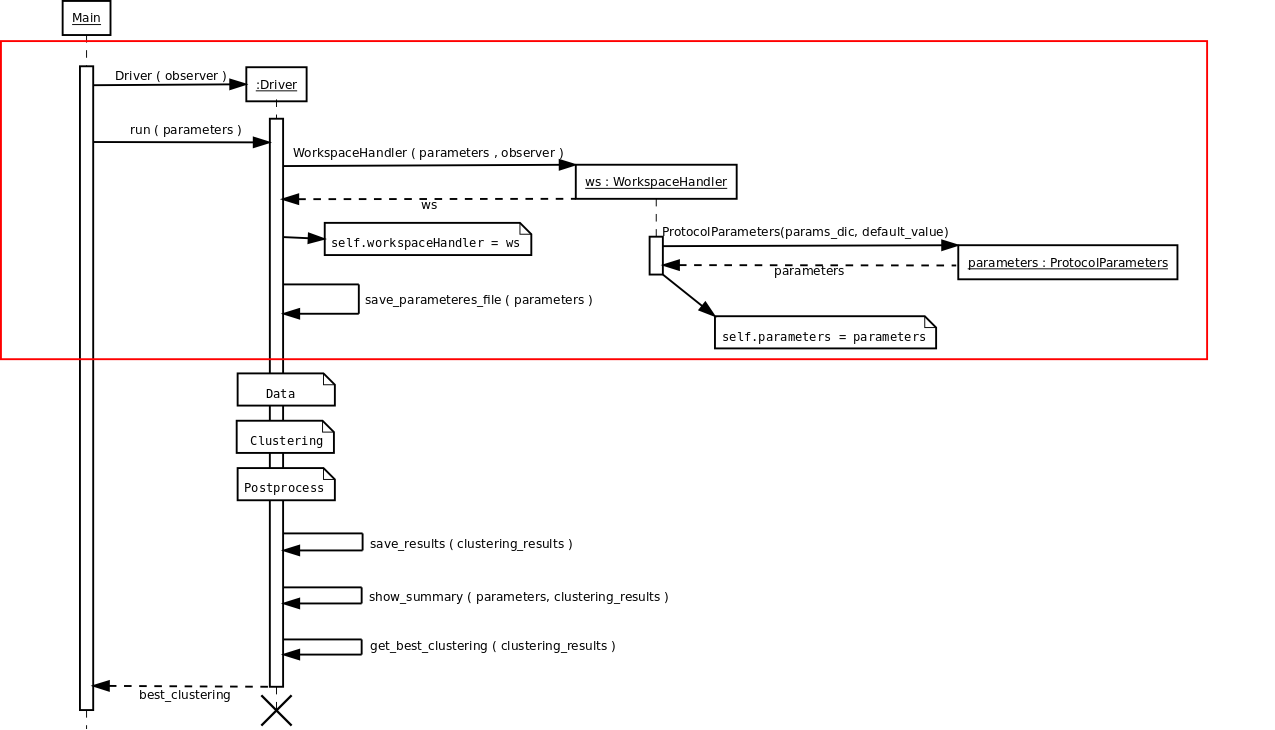 Main
Driver ( observer )
:Driver
run ( parameters )
WorkspaceHandler ( parameters , observer )
ws : WorkspaceHandler
ws
self.workspaceHandler = ws
ProtocolParameters(params_dic, default_value)
parameters : ProtocolParameters
parameters
save_parameteres_file ( parameters )
self.parameters = parameters
Data
Clustering
Postprocess
save_results ( clustering_results )
show_summary ( parameters, clustering_results )
get_best_clustering ( clustering_results )
best_clustering